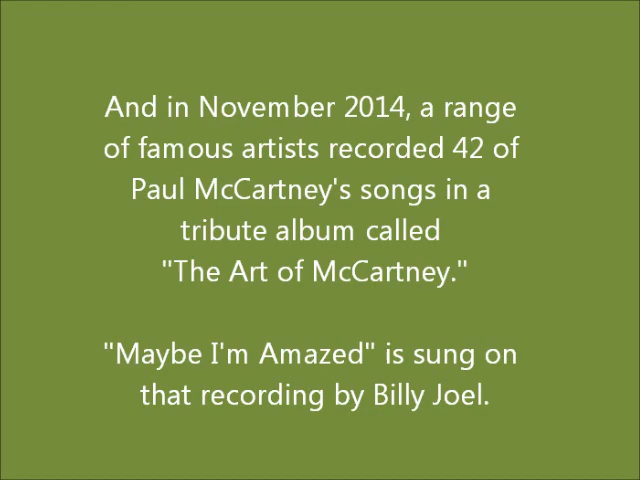 And in November 2014, a range
of famous artists recorded 42 of
Paul McCartney's songs in a
tribute album called
"The Art of McCartney."
"Maybe I'm Amazed" is sung on
that recording by Billy Joel.